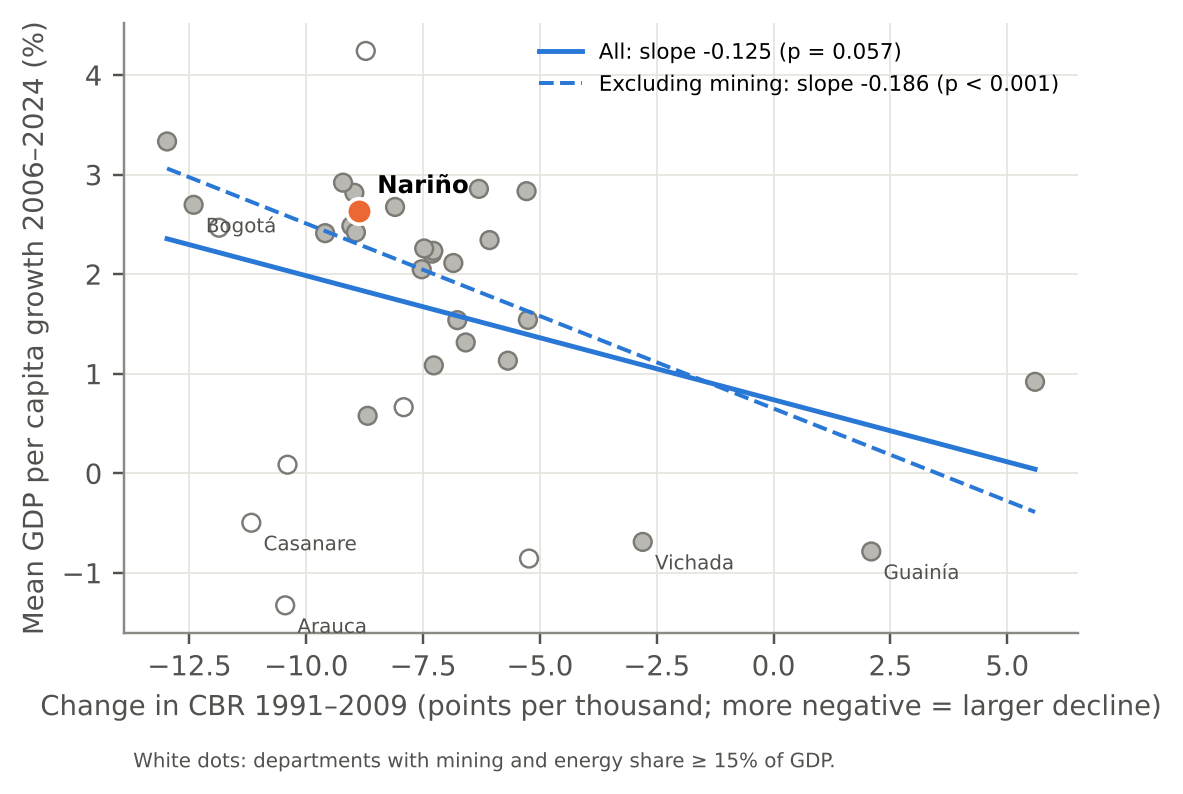 Mean GDP per capita growth 2006–2024 (%)
4
3
2
1
0
−1
All: slope -0.125 (p = 0.057)
Excluding mining: slope -0.186 (p < 0.001)
Nariño
Bogotá
Casanare
Vichada
Guainía
Arauca
−12.5 −10.0 −7.5 −5.0 −2.5 0.0 2.5 5.0
Change in CBR 1991–2009 (points per thousand; more negative = larger decline)
White dots: departments with mining and energy share ≥ 15% of GDP.